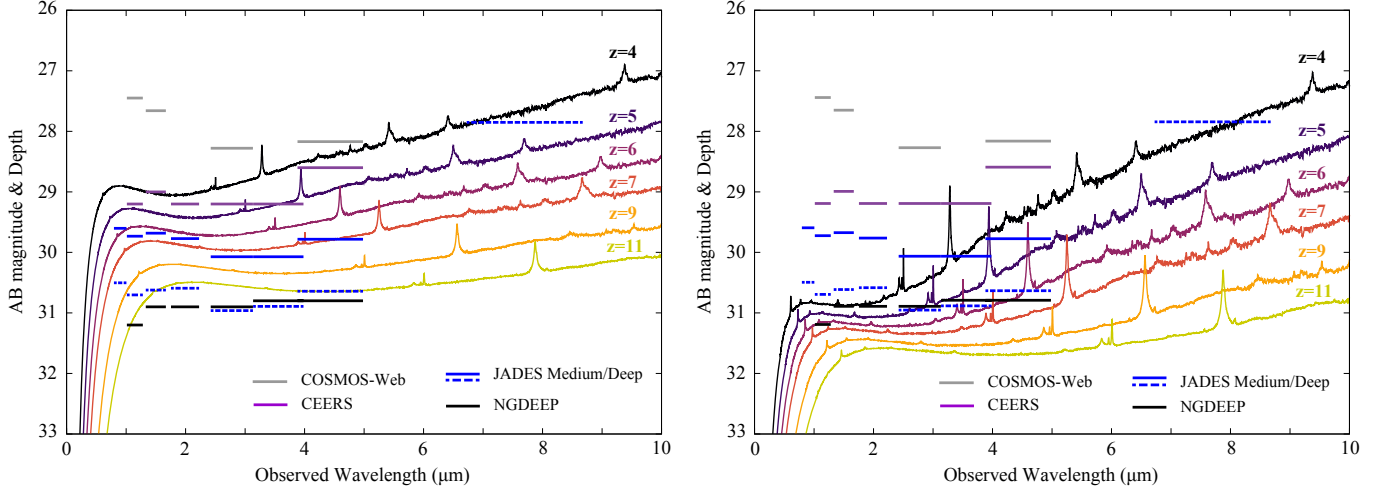 26
27
28
29
30
31
32
33
AB magnitude & Depth
0
2
4
6
8
10
Observed Wavelength (μm)
z=4
z=5
z=6
z=7
z=9
z=11
COSMOS-Web
CEERS
JADES Medium/Deep
NGDEEP
26
27
28
29
30
31
32
33
AB magnitude & Depth
0
2
4
6
8
10
Observed Wavelength (μm)
z=4
z=5
z=6
z=7
z=9
z=11
COSMOS-Web
CEERS
JADES Medium/Deep
NGDEEP